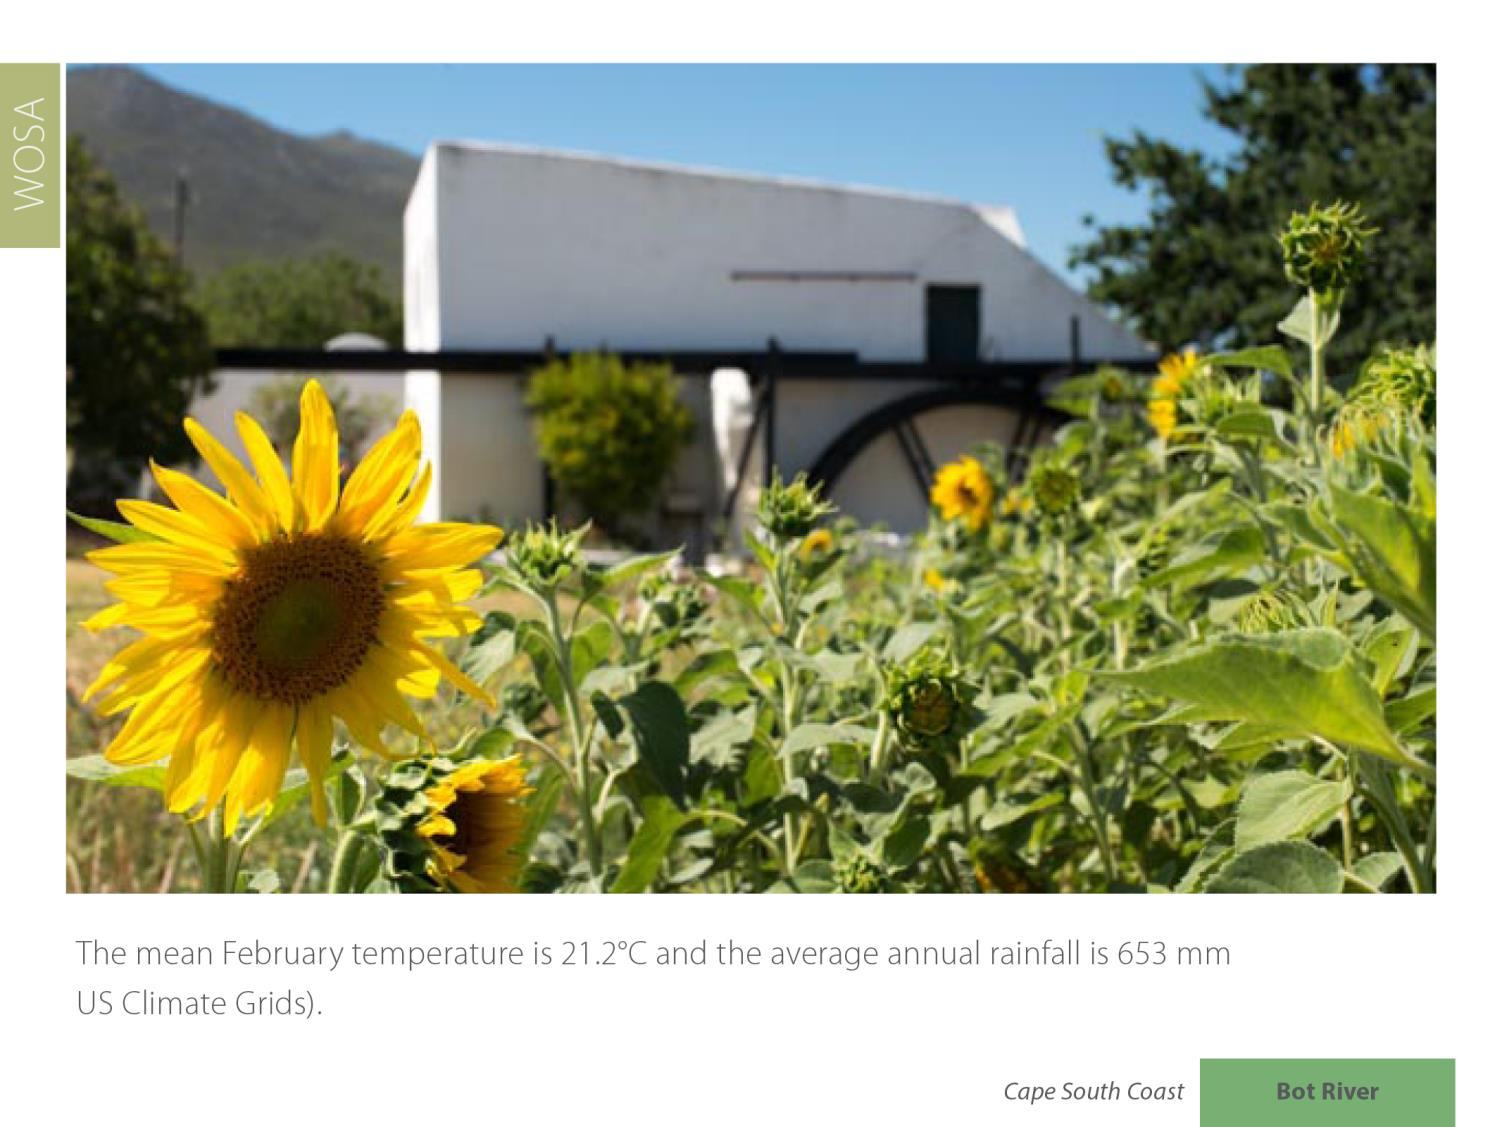 WOSA
The mean February temperature is 21.2°C and the average annual rainfall is 653 mm
US Climate Grids).
Cape South Coast
Bot River